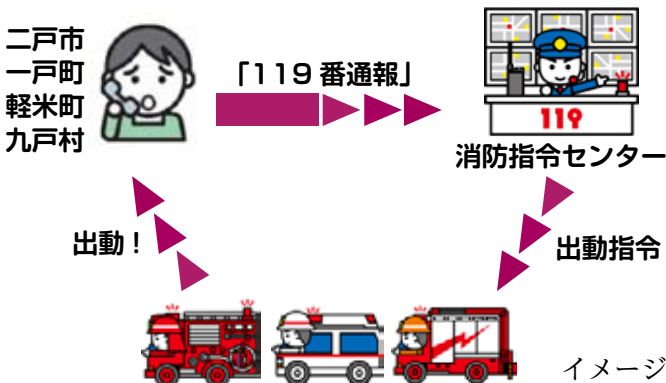 二戸市
一戸町
軽米町
九戸村
「119番通報」
119
消防指令センター
出動指令
出動！
イメージ